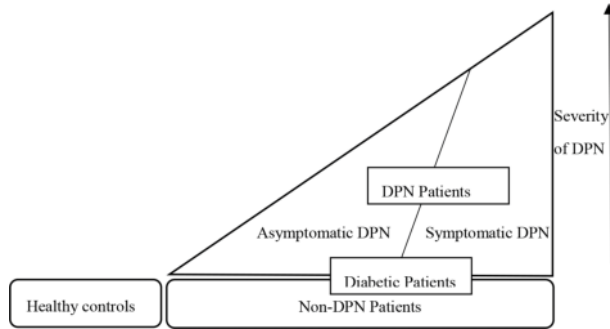 Severity
of DPN
DPN Patients
Asymptomatic DPN
Symptomatic DPN
Diabetic Patients
Healthy controls
Non-DPN Patients